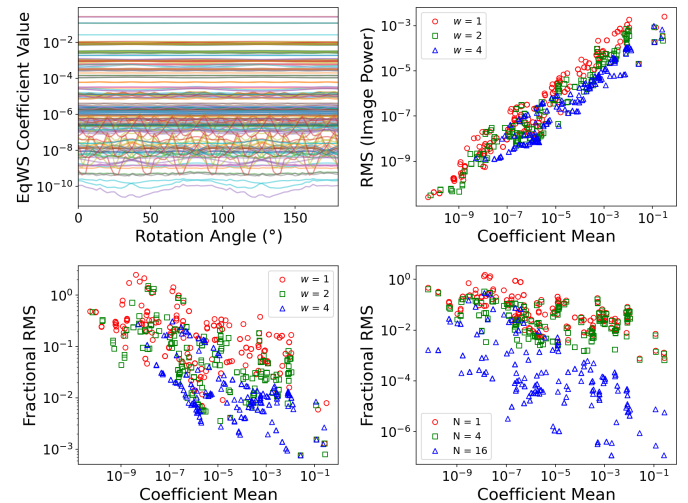 EqWS Coefficient Value
10⁻²
10⁻⁴
10⁻⁶
10⁻⁸
10⁻¹⁰
0
50
100
150
Rotation Angle (°)
RMS (Image Power)
10⁻³
10⁻⁵
10⁻⁷
10⁻⁹
w = 1
w = 2
w = 4
10⁻⁹
10⁻⁷
10⁻⁵
10⁻³
10⁻¹
Coefficient Mean
Fractional RMS
10⁰
10⁻¹
10⁻²
10⁻³
w = 1
w = 2
w = 4
10⁻⁹
10⁻⁷
10⁻⁵
10⁻³
10⁻¹
Coefficient Mean
Fractional RMS
10⁰
10⁻²
10⁻⁴
10⁻⁶
N = 1
N = 4
N = 16
10⁻⁹
10⁻⁷
10⁻⁵
10⁻³
10⁻¹
Coefficient Mean